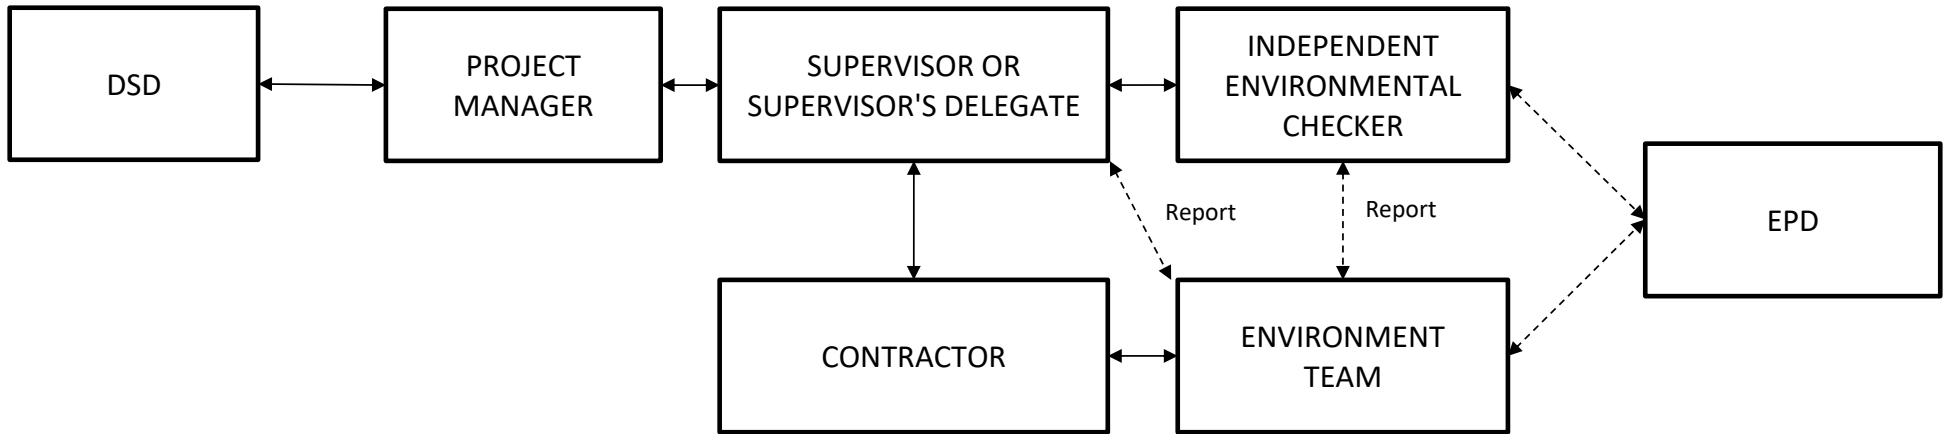 DSD
PROJECT
MANAGER
SUPERVISOR OR
SUPERVISOR'S DELEGATE
INDEPENDENT
ENVIRONMENTAL
CHECKER
Report
Report
EPD
CONTRACTOR
ENVIRONMENT
TEAM